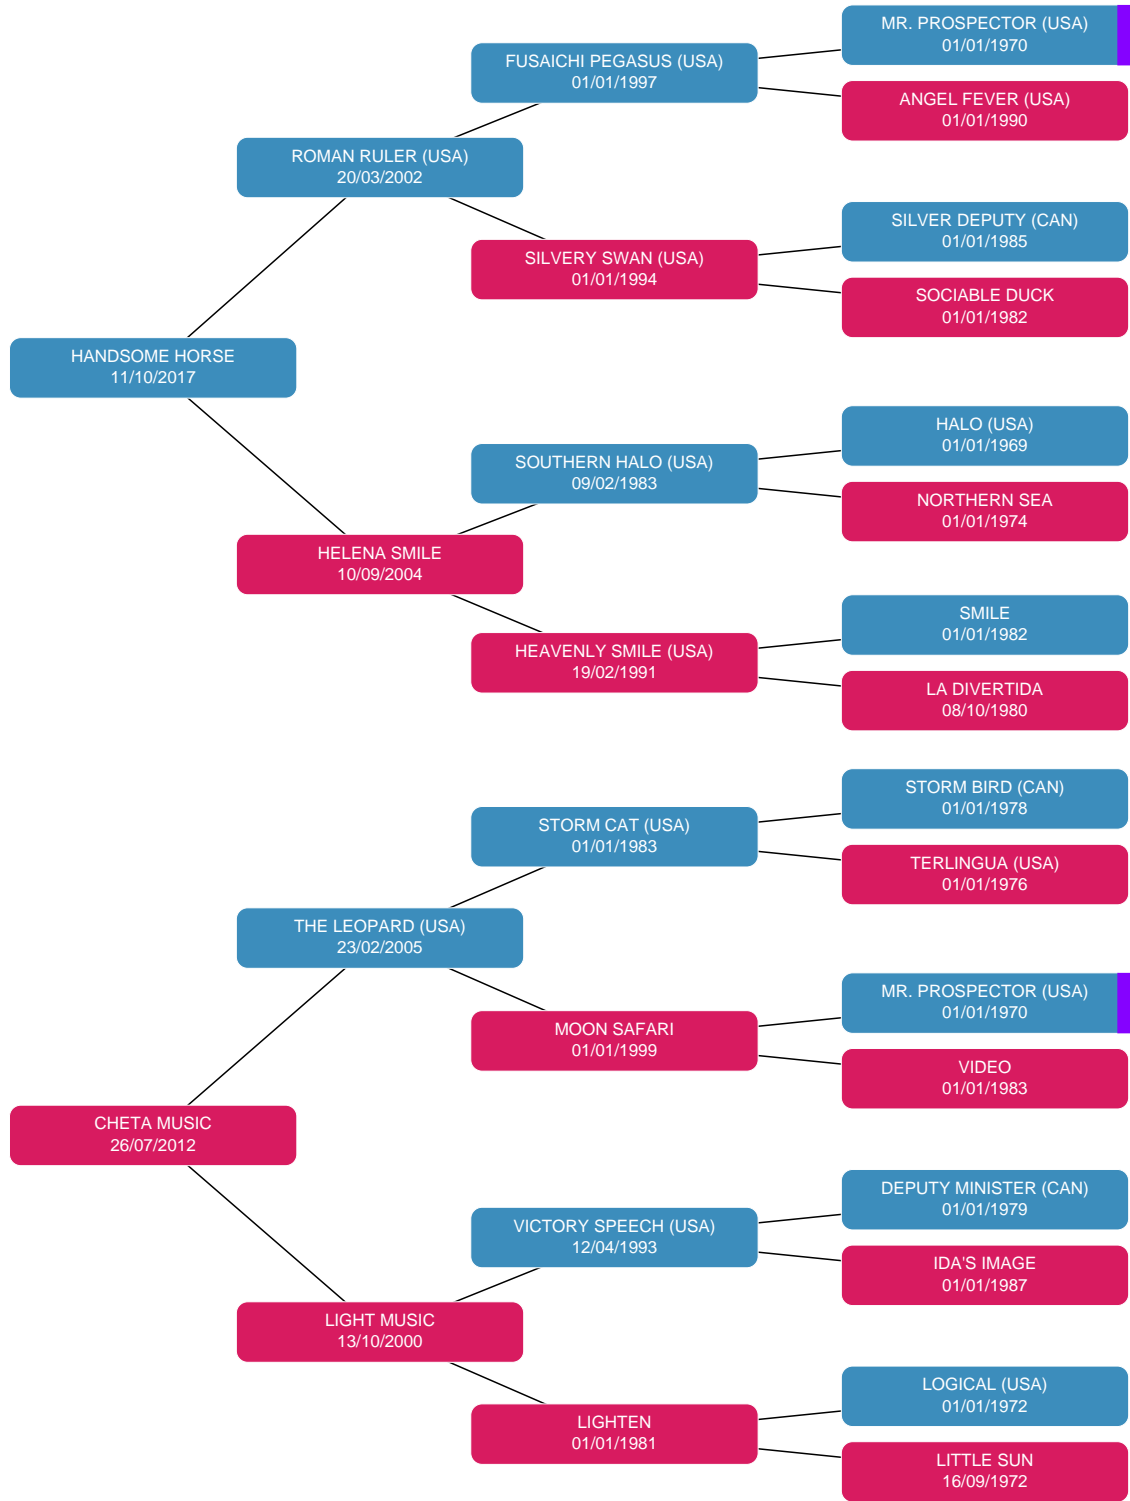 MR. PROSPECTOR (USA)
01/01/1970
FUSAICHI PEGASUS (USA)
01/01/1997
ANGEL FEVER (USA)
01/01/1990
ROMAN RULER (USA)
20/03/2002
SILVER DEPUTY (CAN)
01/01/1985
SILVERY SWAN (USA)
01/01/1994
SOCIABLE DUCK
01/01/1982
HANDSOME HORSE
11/10/2017
HALO (USA)
01/01/1969
SOUTHERN HALO (USA)
09/02/1983
NORTHERN SEA
01/01/1974
HELENA SMILE
10/09/2004
SMILE
01/01/1982
HEAVENLY SMILE (USA)
19/02/1991
LA DIVERTIDA
08/10/1980
STORM BIRD (CAN)
01/01/1978
STORM CAT (USA)
01/01/1983
TERLINGUA (USA)
01/01/1976
THE LEOPARD (USA)
23/02/2005
MR. PROSPECTOR (USA)
01/01/1970
MOON SAFARI
01/01/1999
VIDEO
01/01/1983
CHETA MUSIC
26/07/2012
DEPUTY MINISTER (CAN)
01/01/1979
VICTORY SPEECH (USA)
12/04/1993
IDA'S IMAGE
01/01/1987
LIGHT MUSIC
13/10/2000
LOGICAL (USA)
01/01/1972
LIGHTEN
01/01/1981
LITTLE SUN
16/09/1972